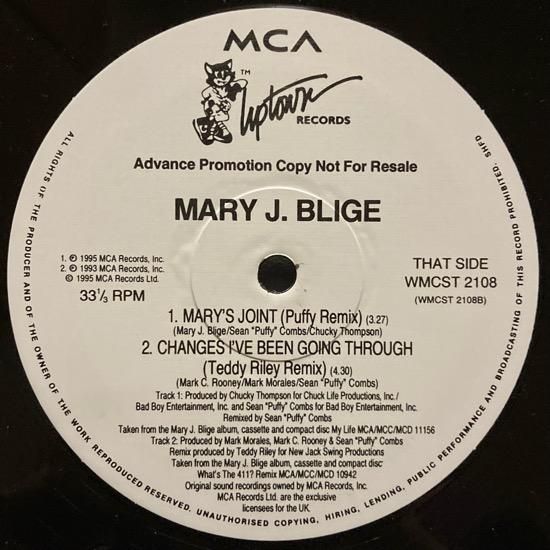 MCA
TM
Uptown
RECORDS
Advance Promotion Copy Not For Resale
MARY J. BLIGE
1. ℗ 1995 MCA Records, Inc.
2. ℗ 1993 MCA Records, Inc.
© 1995 MCA Records Ltd.
33⅓ RPM
THAT SIDE
WMCST 2108
(WMCST 2108B)
1. MARY'S JOINT (Puffy Remix) (3.27)
(Mary J. Blige/Sean "Puffy" Combs/Chucky Thompson)
2. CHANGES I'VE BEEN GOING THROUGH
(Teddy Riley Remix) (4.30)
(Mark C. Rooney/Mark Morales/Sean "Puffy" Combs)
Track 1: Produced by Chucky Thompson for Chuck Life Productions, Inc./
Bad Boy Entertainment, Inc. and Sean "Puffy" Combs for Bad Boy Entertainment, Inc.
Remixed by Sean "Puffy" Combs
Taken from the Mary J. Blige album, cassette and compact disc My Life MCA/MCC/MCD 11156
Track 2: Produced by Mark Morales, Mark C. Rooney & Sean "Puffy" Combs
Remix produced by Teddy Riley for New Jack Swing Productions
Taken from the Mary J. Blige album, cassette and compact disc
What's The 411? Remix MCA/MCC/MCD 10942
Original sound recordings owned by MCA Records, Inc.
MCA Records Ltd. are the exclusive
licensees for the UK.
ALL RIGHTS OF THE PRODUCER AND OF THE OWNER OF THE WORK REPRODUCED RESERVED. UNAUTHORISED COPYING, HIRING, LENDING, PUBLIC PERFORMANCE AND BROADCASTING OF THIS RECORD PROHIBITED. SHFD